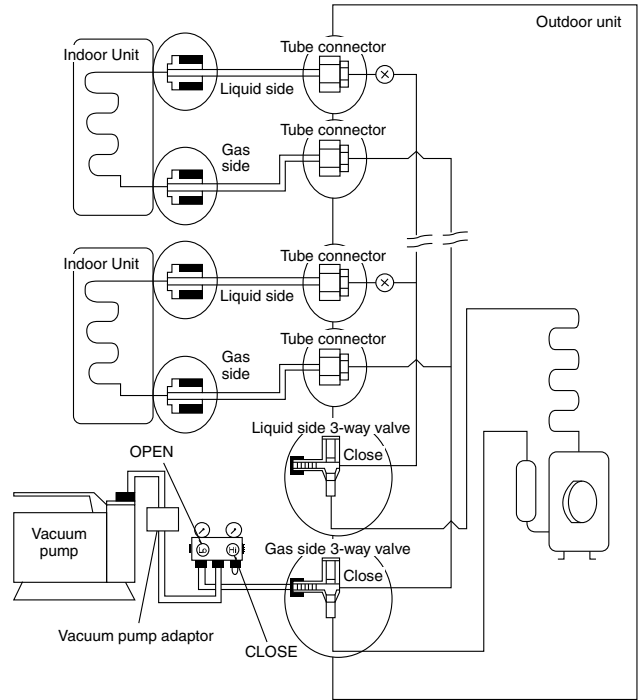 Outdoor unit
Indoor Unit
Tube connector
Liquid side
Tube connector
Gas
side
Indoor Unit
Tube connector
Liquid side
Tube connector
Gas
side
Liquid side 3-way valve
Close
OPEN
Vacuum
pump
Lo
Hi
Gas side 3-way valve
Close
Vacuum pump adaptor
CLOSE